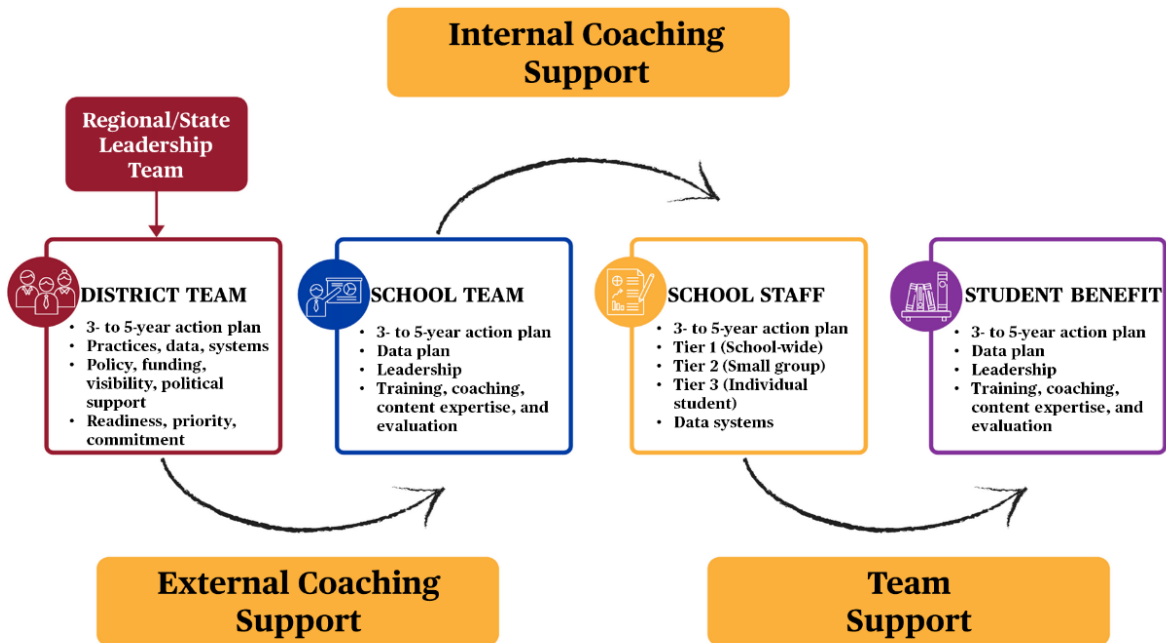 Internal Coaching
Support
Regional/State
Leadership
Team
DISTRICT TEAM
• 3- to 5-year action plan
• Practices, data, systems
• Policy, funding,
visibility, political
support
• Readiness, priority,
commitment
SCHOOL TEAM
• 3- to 5-year action plan
• Data plan
• Leadership
• Training, coaching,
content expertise, and
evaluation
SCHOOL STAFF
• 3- to 5-year action plan
• Tier 1 (School-wide)
• Tier 2 (Small group)
• Tier 3 (Individual
student)
• Data systems
STUDENT BENEFIT
• 3- to 5-year action plan
• Data plan
• Leadership
• Training, coaching,
content expertise, and
evaluation
External Coaching
Support
Team
Support